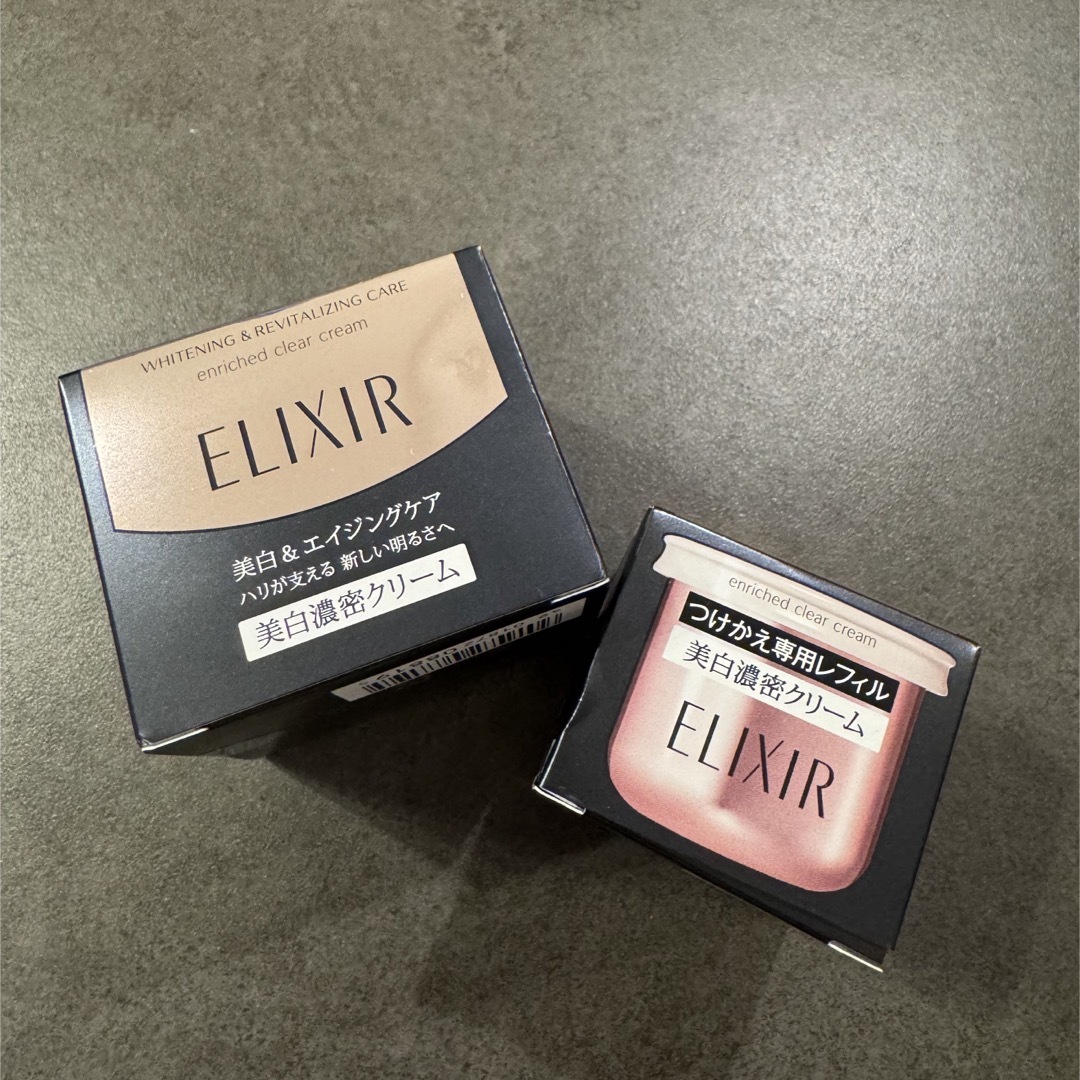 WHITENING & REVITALIZING CARE
enriched clear cream
ELIXIR
美白&エイジングケア
ハリが支える 新しい明るさへ
美白濃密クリーム
enriched clear cream
つけかえ専用レフィル
美白濃密クリーム
ELIXIR